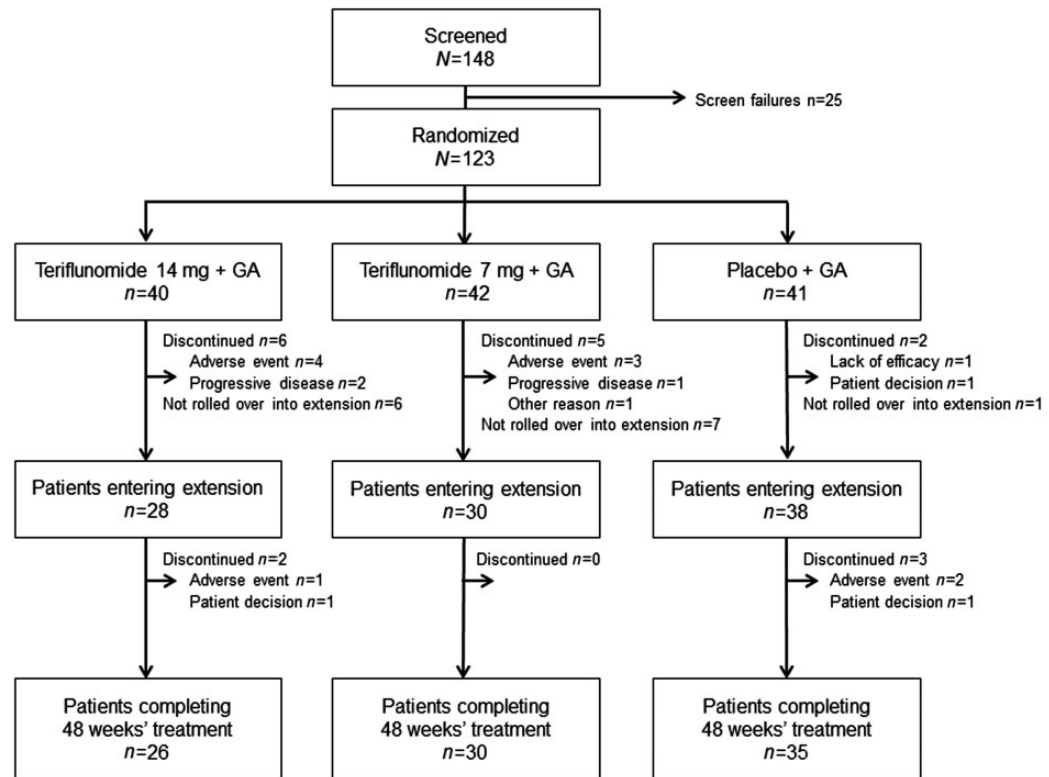 Screened
N=148
Screen failures n=25
Randomized
N=123
Teriflunomide 14 mg + GA
n=40
Teriflunomide 7 mg + GA
n=42
Placebo + GA
n=41
Discontinued n=6
Adverse event n=4
Progressive disease n=2
Not rolled over into extension n=6
Discontinued n=5
Adverse event n=3
Progressive disease n=1
Other reason n=1
Not rolled over into extension n=7
Discontinued n=2
Lack of efficacy n=1
Patient decision n=1
Not rolled over into extension n=1
Patients entering extension
n=28
Patients entering extension
n=30
Patients entering extension
n=38
Discontinued n=2
Adverse event n=1
Patient decision n=1
Discontinued n=0
Discontinued n=3
Adverse event n=2
Patient decision n=1
Patients completing
48 weeks' treatment
n=26
Patients completing
48 weeks' treatment
n=30
Patients completing
48 weeks' treatment
n=35